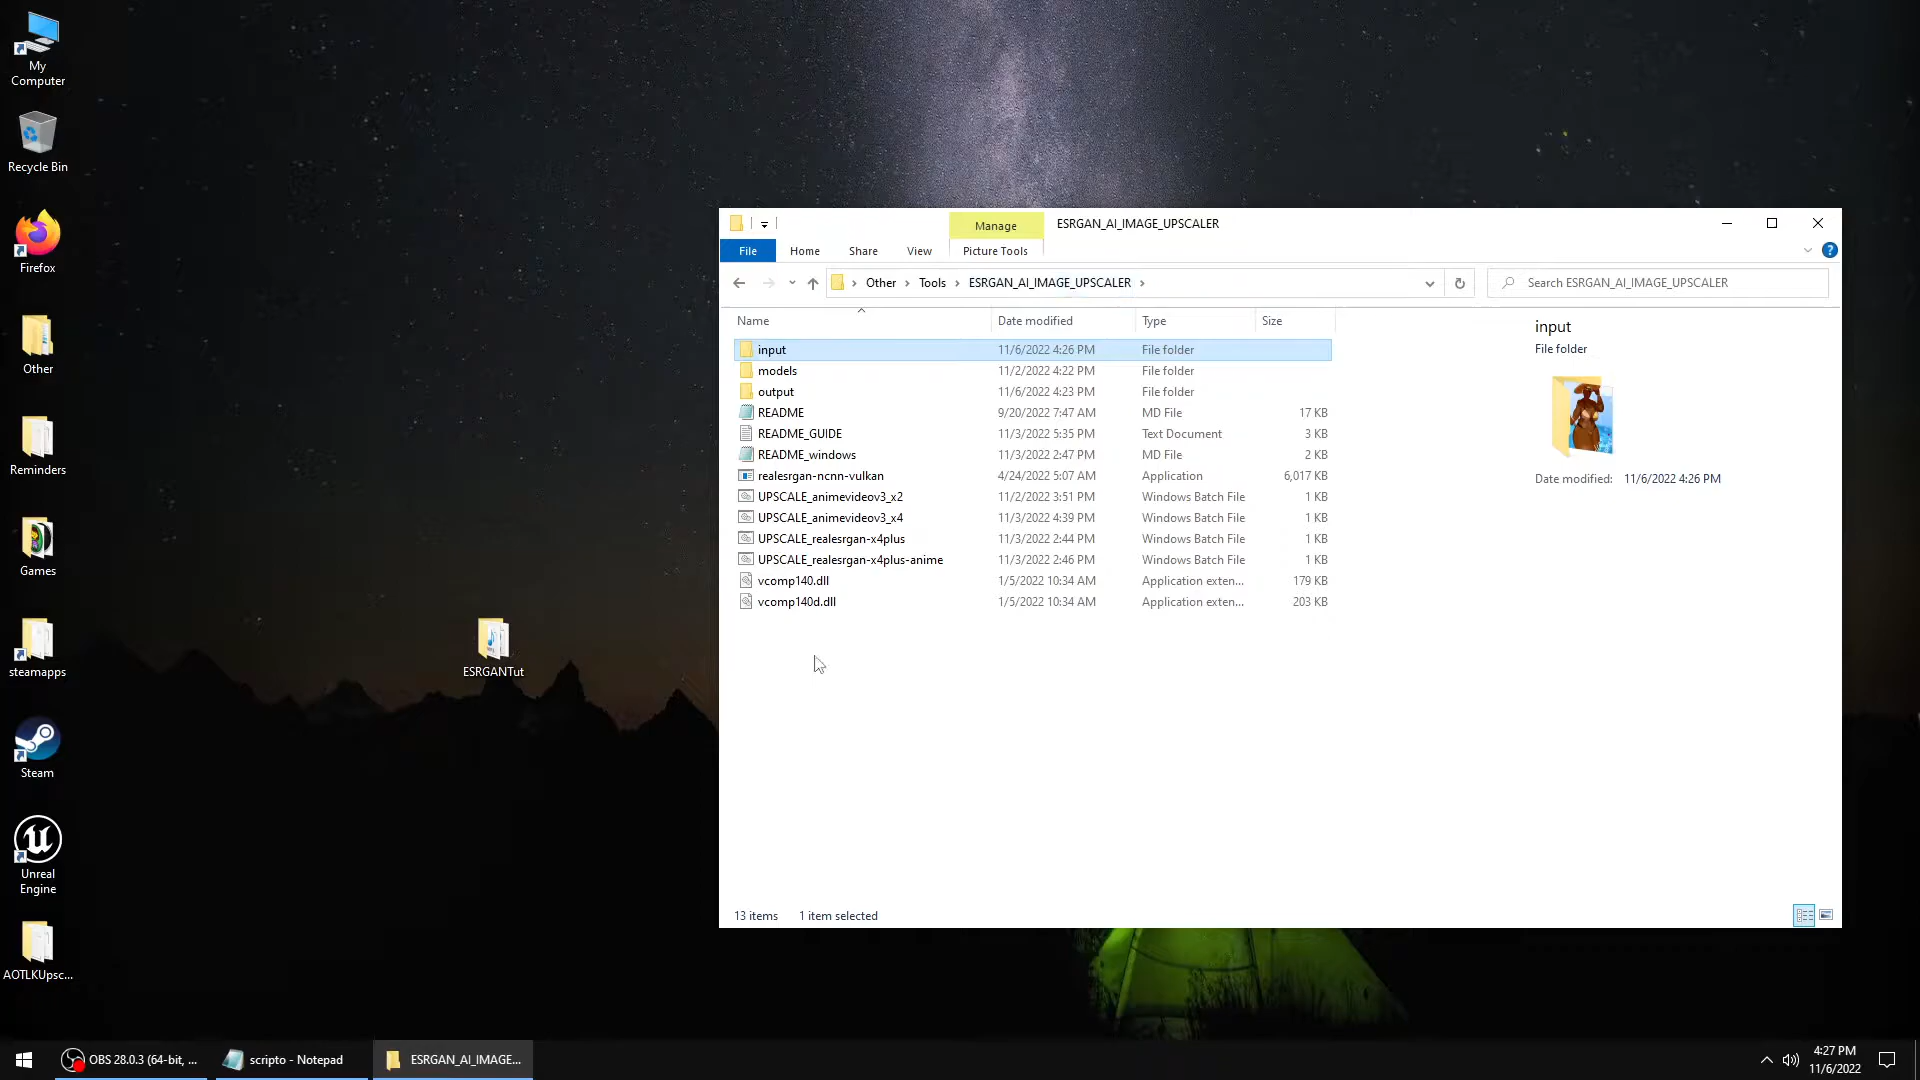 My
Computer
Recycle Bin
Firefox
Other
Reminders
Games
steamapps
Steam
Unreal
Engine
AOTLKUpsc...
ESRGANTut
Manage
ESRGAN_AI_IMAGE_UPSCALER
File Home Share View Picture Tools
Other Tools ESRGAN_AI_IMAGE_UPSCALER
Search ESRGAN_AI_IMAGE_UPSCALER
Name Date modified Type Size
input 11/6/2022 4:26 PM File folder
models 11/2/2022 4:22 PM File folder
output 11/6/2022 4:23 PM File folder
README 9/20/2022 7:47 AM MD File 17 KB
README_GUIDE 11/3/2022 5:35 PM Text Document 3 KB
README_windows 11/3/2022 2:47 PM MD File 2 KB
realesrgan-ncnn-vulkan 4/24/2022 5:07 AM Application 6,017 KB
UPSCALE_animevideov3_x2 11/2/2022 3:51 PM Windows Batch File 1 KB
UPSCALE_animevideov3_x4 11/3/2022 4:39 PM Windows Batch File 1 KB
UPSCALE_realesrgan-x4plus 11/3/2022 2:44 PM Windows Batch File 1 KB
UPSCALE_realesrgan-x4plus-anime 11/3/2022 2:46 PM Windows Batch File 1 KB
vcomp140.dll 1/5/2022 10:34 AM Application exten... 179 KB
vcomp140d.dll 1/5/2022 10:34 AM Application exten... 203 KB
input
File folder
Date modified: 11/6/2022 4:26 PM
13 items 1 item selected
OBS 28.0.3 (64-bit, ...
scripto - Notepad
ESRGAN_AI_IMAGE...
4:27 PM
11/6/2022